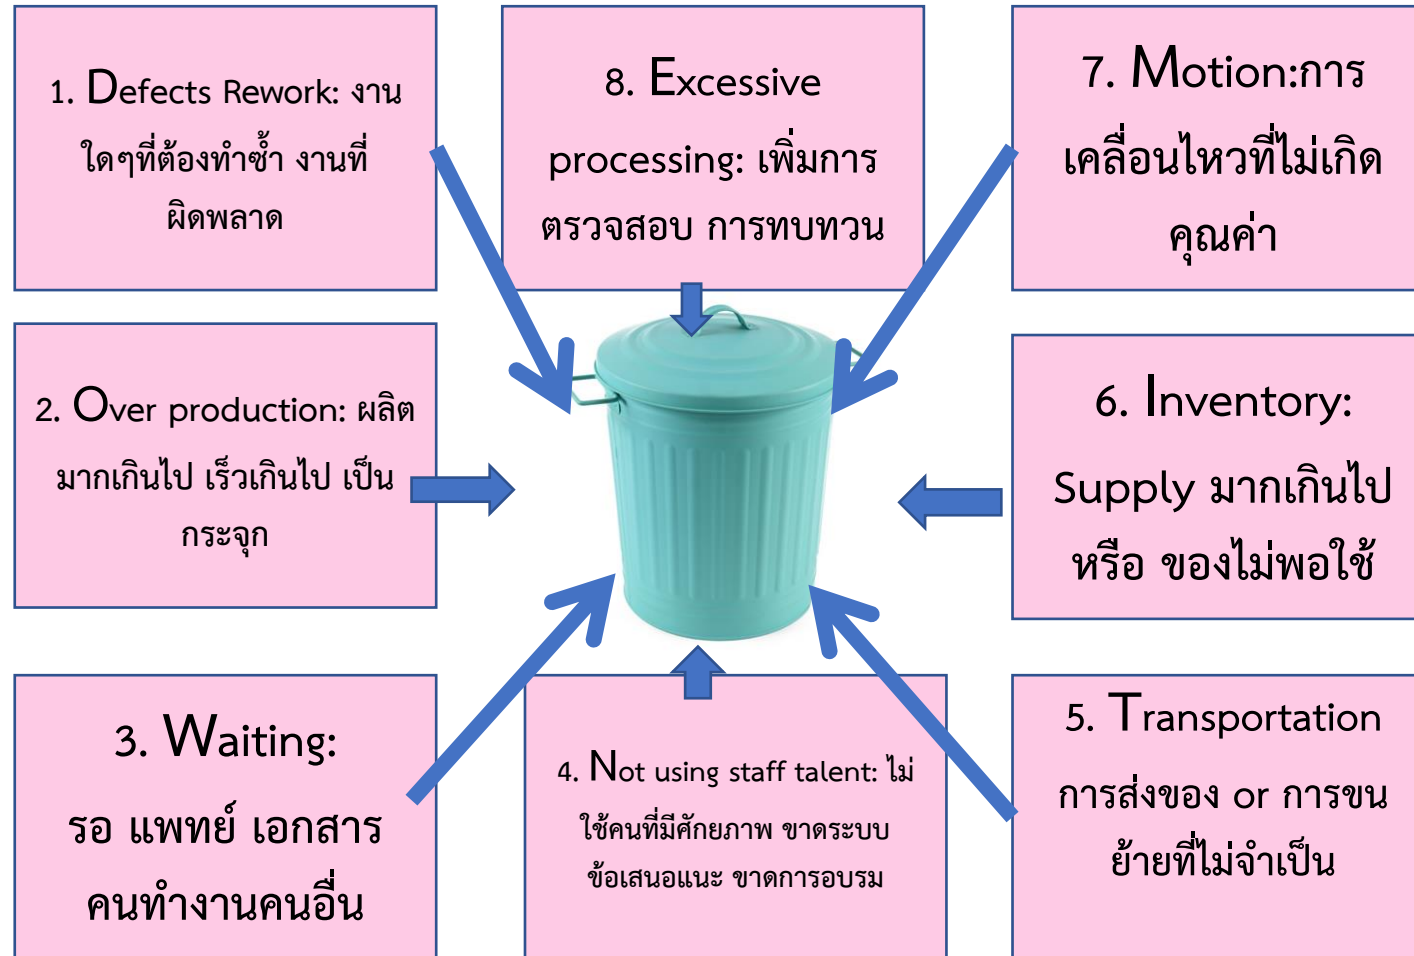 1. Defects Rework: งาน
ใดๆที่ต้องทำซ้ำ งานที่
ผิดพลาด
8. Excessive
processing: เพิ่มการ
ตรวจสอบ การทบทวน
7. Motion:การ
เคลื่อนไหวที่ไม่เกิด
คุณค่า
2. Over production: ผลิต
มากเกินไป เร็วเกินไป เป็น
กระจุก
6. Inventory:
Supply มากเกินไป
หรือ ของไม่พอใช้
3. Waiting:
รอ แพทย์ เอกสาร
คนทำงานคนอื่น
4. Not using staff talent: ไม่
ใช้คนที่มีศักยภาพ ขาดระบบ
ข้อเสนอแนะ ขาดการอบรม
5. Transportation
การส่งของ or การขน
ย้ายที่ไม่จำเป็น